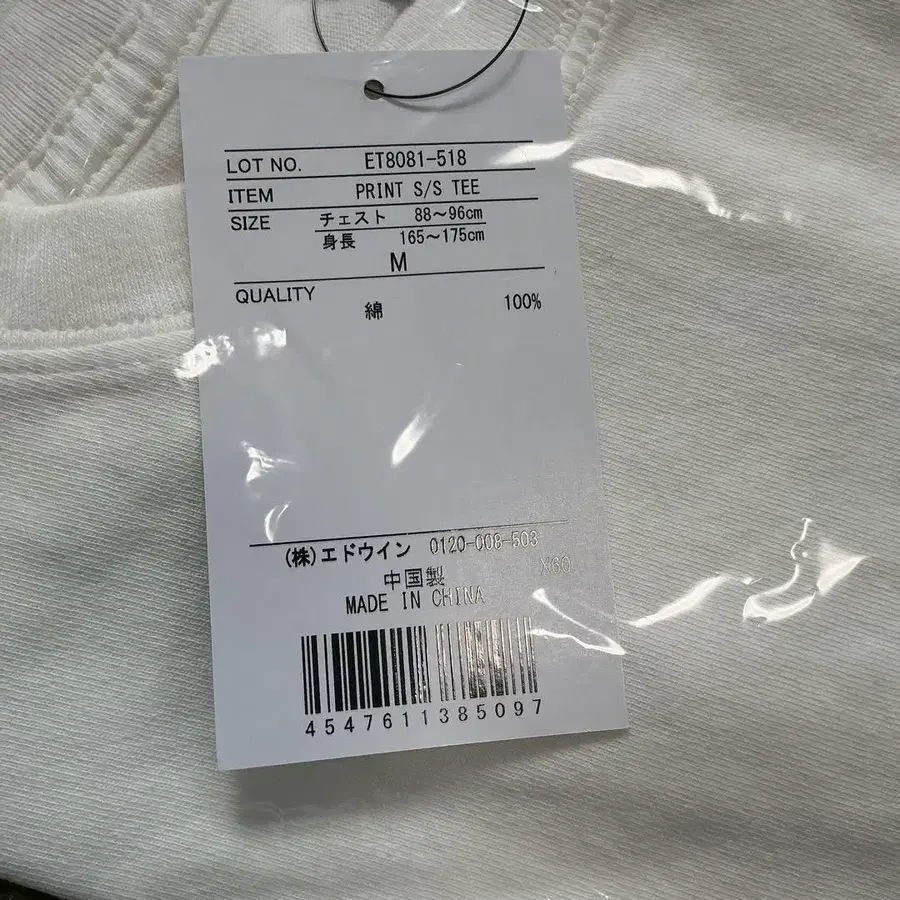 LOT NO. ET8081-518
ITEM PRINT S/S TEE
SIZE チェスト 88～96cm
身長 165～175cm
M
QUALITY
綿 100%
(株)エドウイン 0120-008-503
中国製
MADE IN CHINA
4547611385097